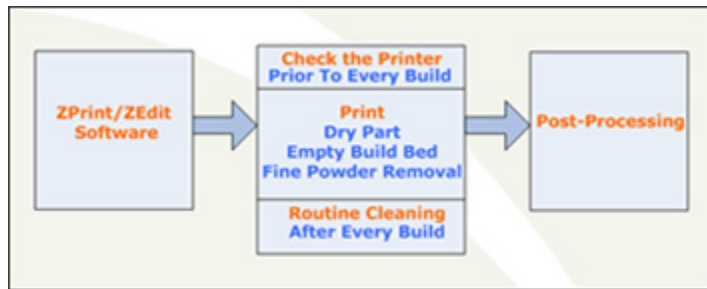 ZPrint/ZEdit
Software
Check the Printer
Prior To Every Build
Print
Dry Part
Empty Build Bed
Fine Powder Removal
Routine Cleaning
After Every Build
Post-Processing